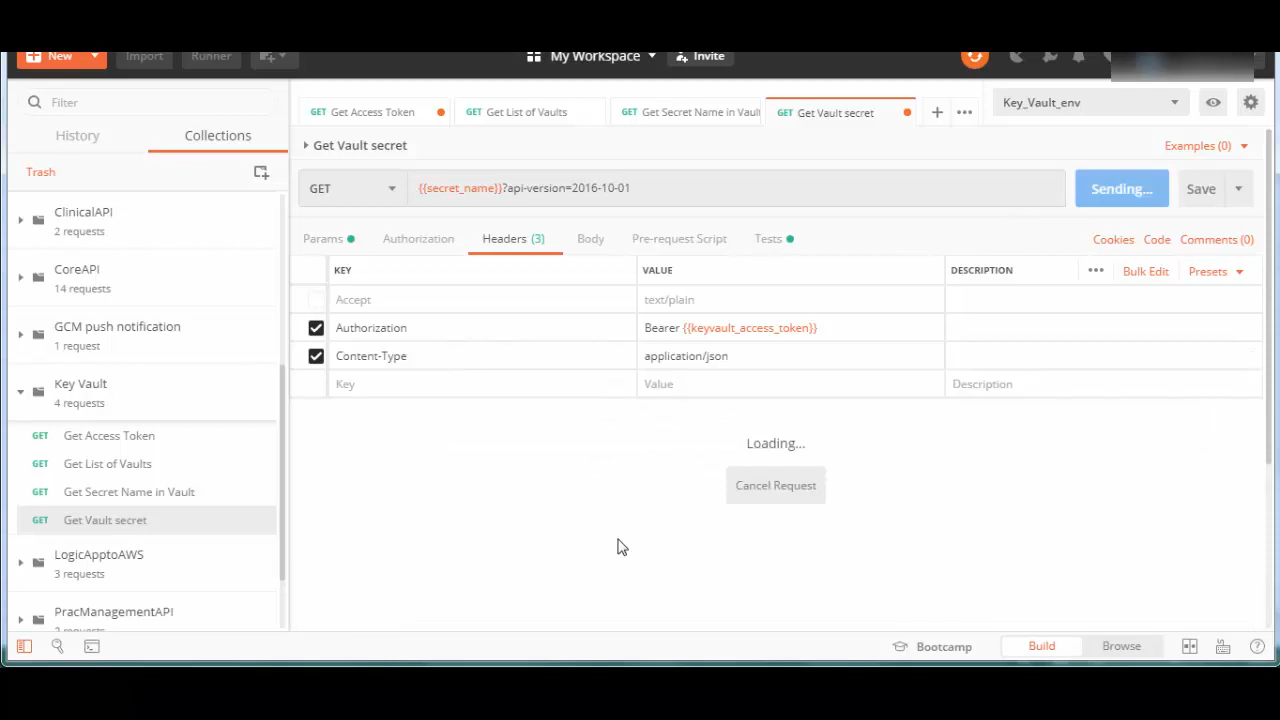 New
Import
Runner
My Workspace
Invite
Filter
History
Collections
Trash
ClinicalAPI
2 requests
CoreAPI
14 requests
GCM push notification
1 request
Key Vault
4 requests
GET Get Access Token
GET Get List of Vaults
GET Get Secret Name in Vault
GET Get Vault secret
LogicApptoAWS
3 requests
PracManagementAPI
GET Get Access Token
GET Get List of Vaults
GET Get Secret Name in Vaul
GET Get Vault secret
Key_Vault_env
Get Vault secret
Examples (0)
GET
{{secret_name}}?api-version=2016-10-01
Sending...
Save
Params
Authorization
Headers (3)
Body
Pre-request Script
Tests
Cookies
Code
Comments (0)
KEY
VALUE
DESCRIPTION
Bulk Edit
Presets
Accept
text/plain
Authorization
Bearer {{keyvault_access_token}}
Content-Type
application/json
Key
Value
Description
Loading...
Cancel Request
Bootcamp
Build
Browse